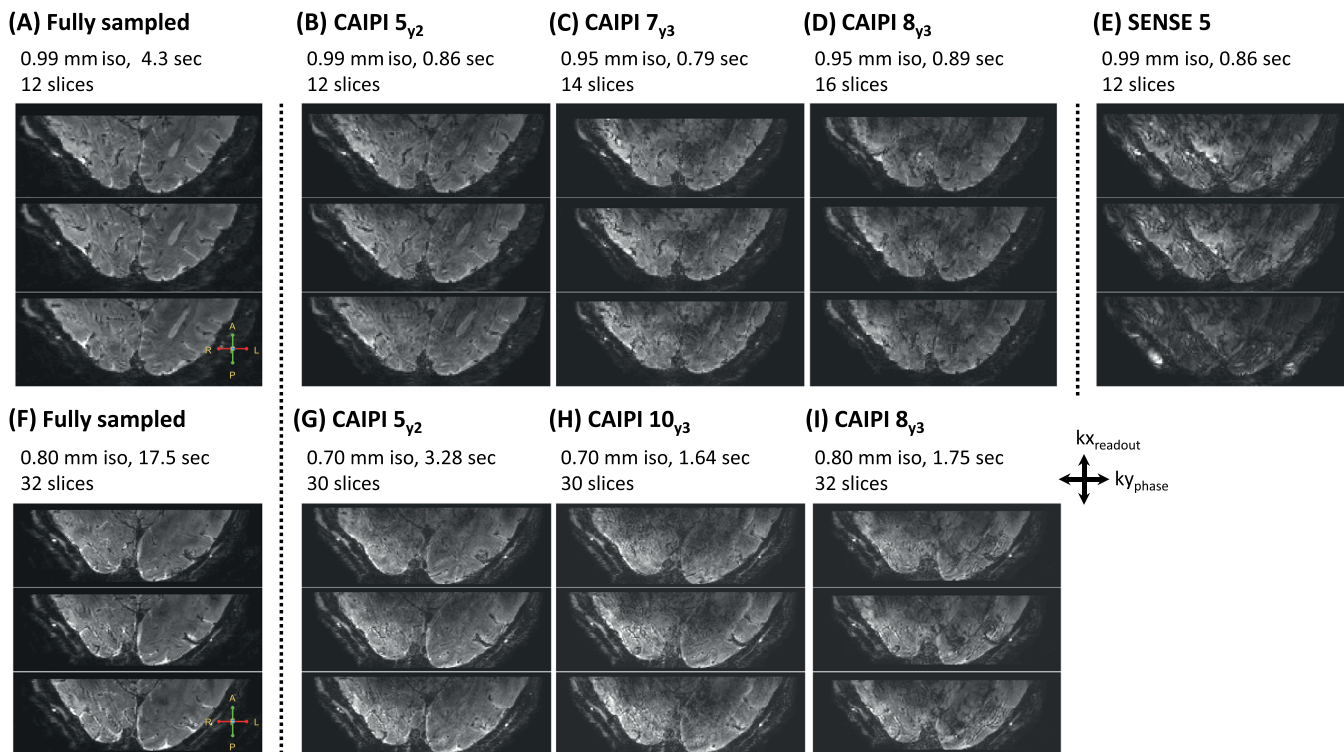 (A) Fully sampled
0.99 mm iso, 4.3 sec
12 slices
(B) CAIPI 5y2
0.99 mm iso, 0.86 sec
12 slices
(C) CAIPI 7y3
0.95 mm iso, 0.79 sec
14 slices
(D) CAIPI 8y3
0.95 mm iso, 0.89 sec
16 slices
(E) SENSE 5
0.99 mm iso, 0.86 sec
12 slices
A
R L
P
(F) Fully sampled
0.80 mm iso, 17.5 sec
32 slices
(G) CAIPI 5y2
0.70 mm iso, 3.28 sec
30 slices
(H) CAIPI 10y3
0.70 mm iso, 1.64 sec
30 slices
(I) CAIPI 8y3
0.80 mm iso, 1.75 sec
32 slices
kxreadout
kyphase
A
R L
P